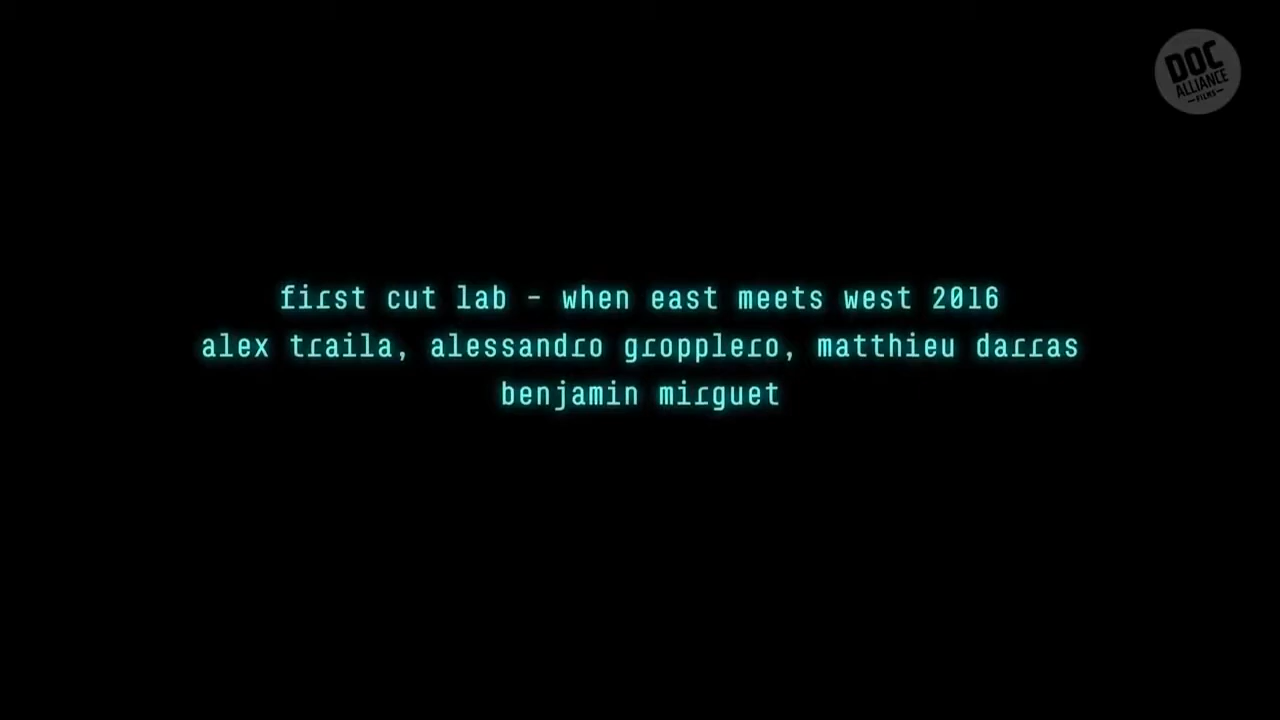 DOC
ALLIANCE
FILMS
first cut lab - when east meets west 2016
alex traila, alessandro gropplero, matthieu darras
benjamin mirguet